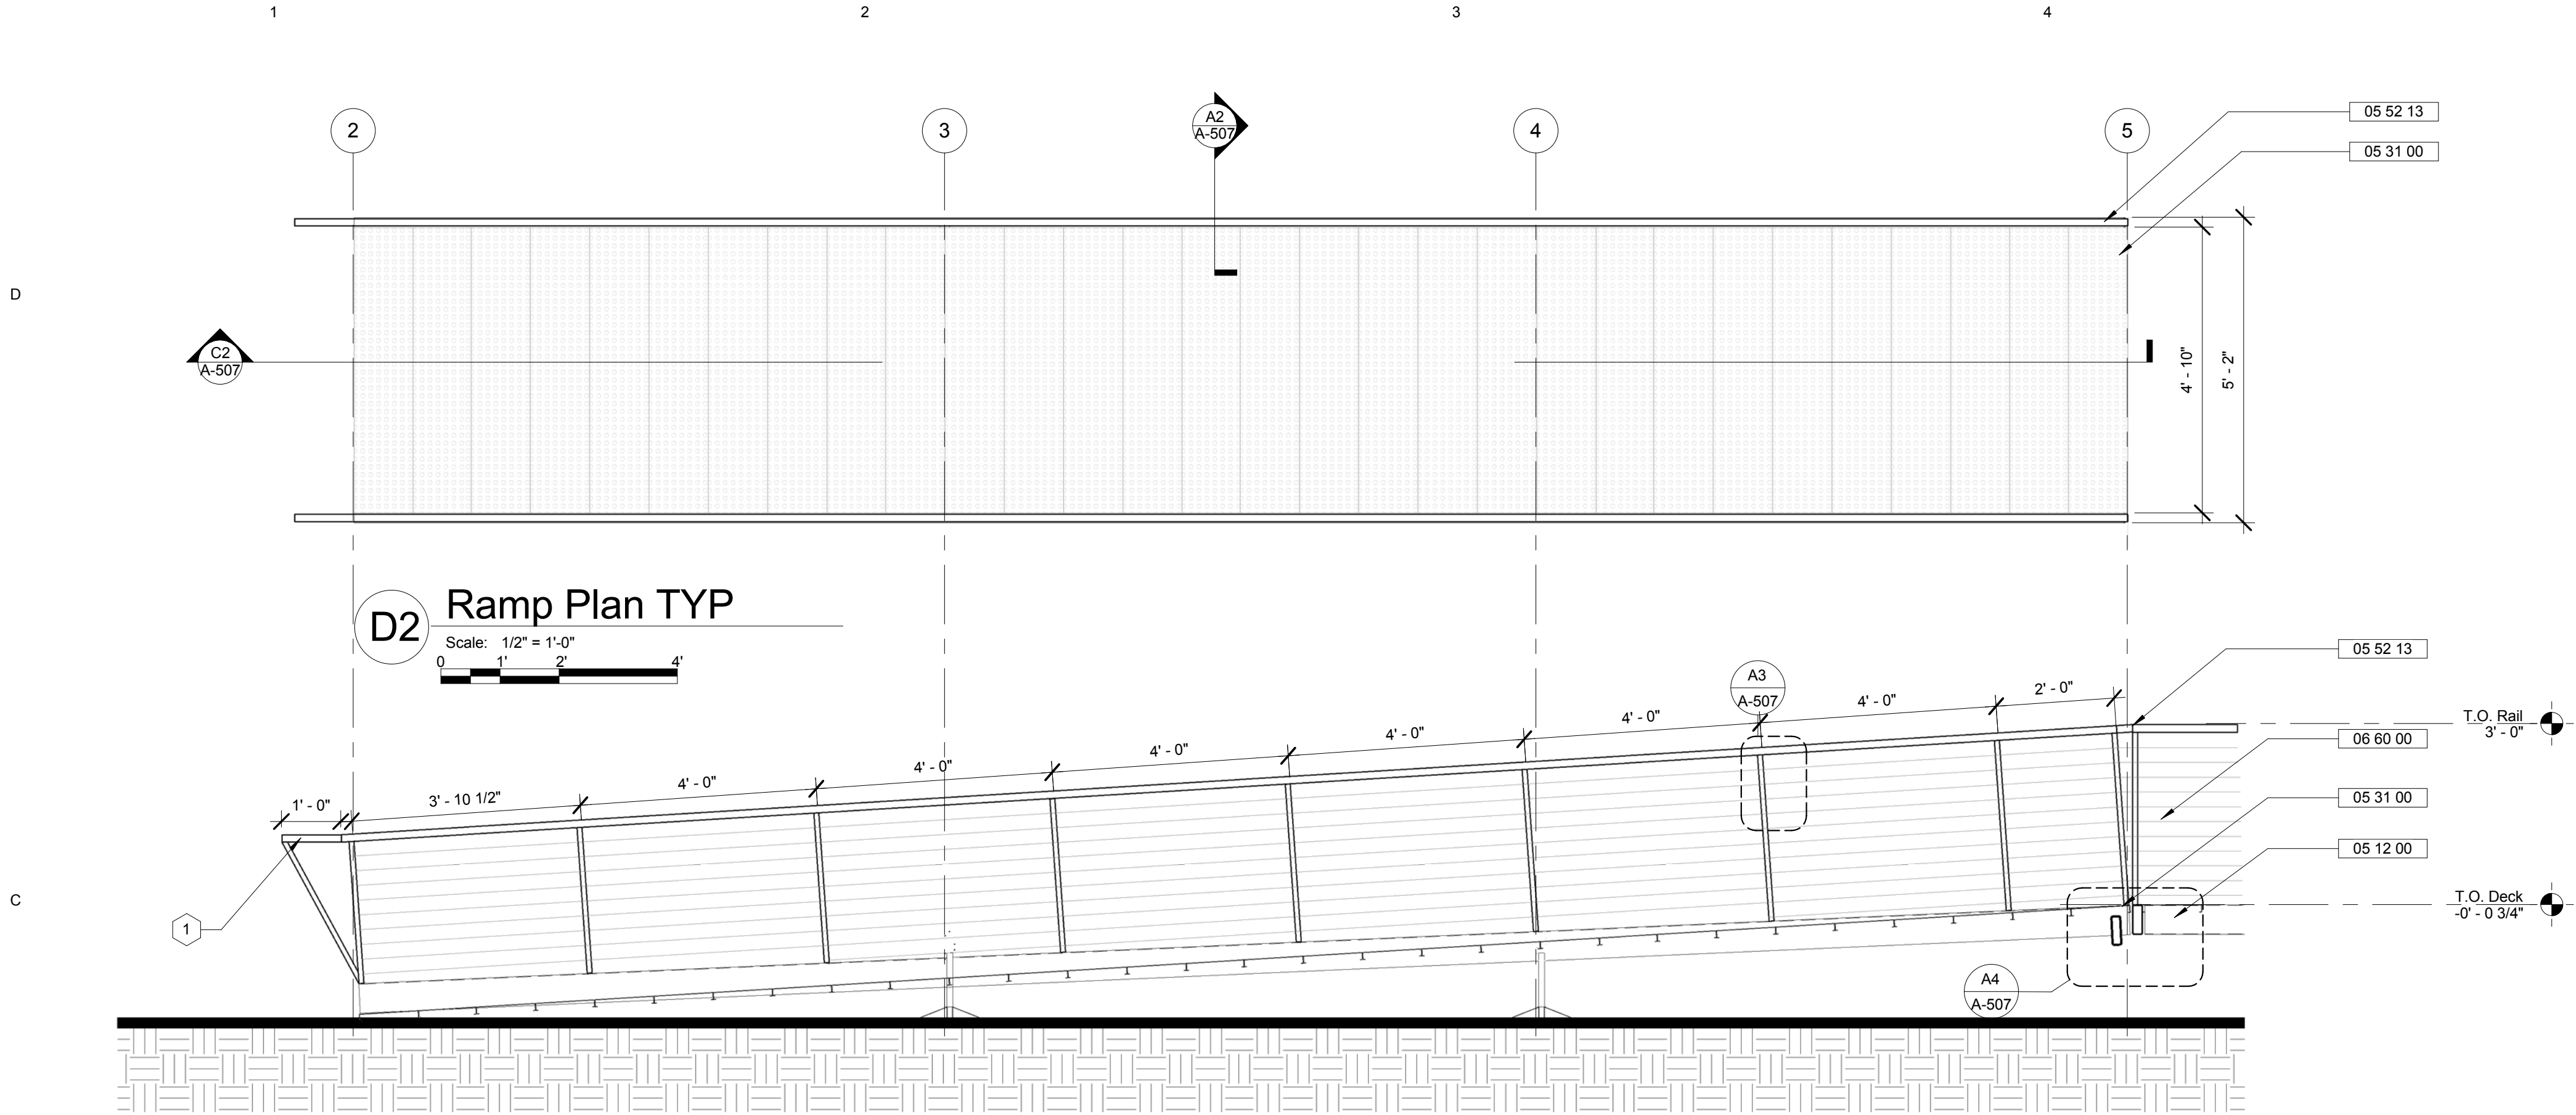 1
2
3
4
2
3
A2
A-507
4
5
05 52 13
05 31 00
D
C2
A-507
4' - 10"
5' - 2"
D2
Ramp Plan TYP
Scale: 1/2" = 1'-0"
0 1' 2' 4'
05 52 13
A3
A-507
1' - 0"
3' - 10 1/2"
4' - 0"
4' - 0"
4' - 0"
4' - 0"
4' - 0"
4' - 0"
2' - 0"
T.O. Rail
3' - 0"
06 60 00
05 31 00
05 12 00
C
1
T.O. Deck
-0' - 0 3/4"
A4
A-507